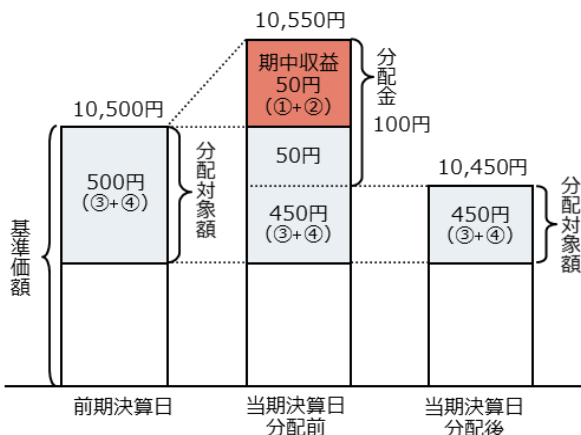 10,550円
期中収益
50円
(①+②)
分配金
100円
10,500円
500円
(③+④)
分配対象額
基準価額
50円
450円
(③+④)
10,450円
450円
(③+④)
分配対象額
前期決算日
当期決算日
分配前
当期決算日
分配後